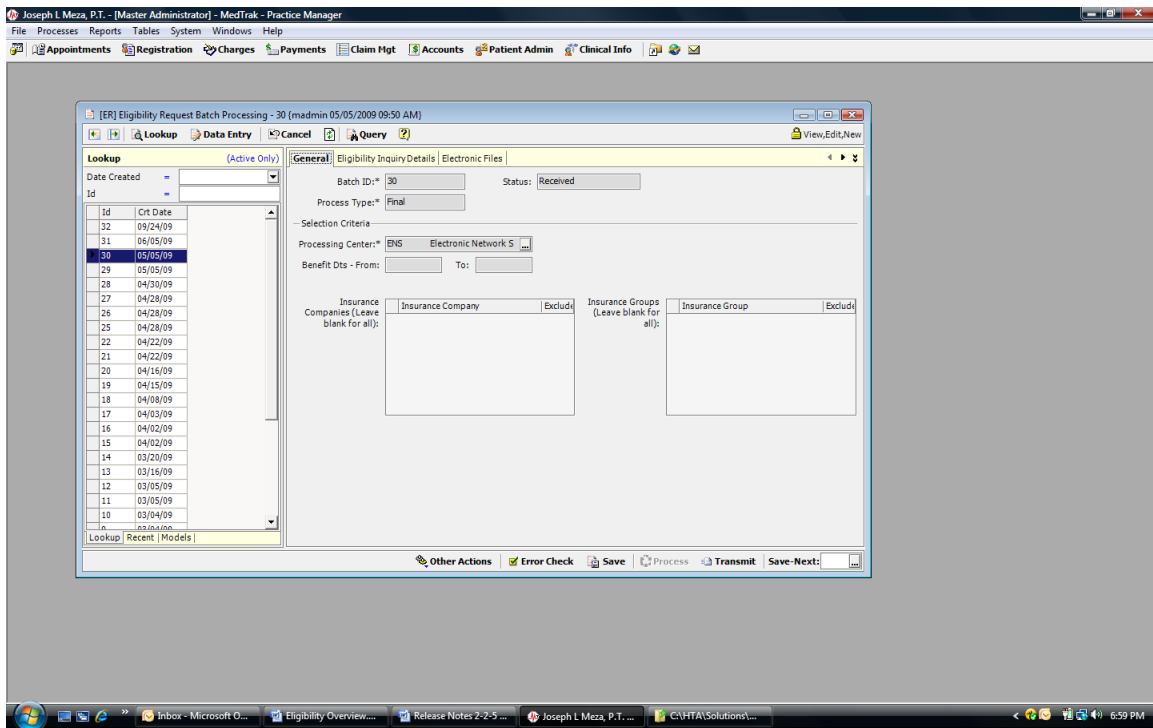 Joseph L Meza, P.T. - [Master Administrator] - MedTrak - Practice Manager
File Processes Reports Tables System Windows Help
Appointments Registration Charges Payments Claim Mgt Accounts Patient Admin Clinical Info
[ER] Eligibility Request Batch Processing - 30 {madmin 05/05/2009 09:50 AM}
Lookup Data Entry Cancel Query View,Edit,New
Lookup (Active Only)
General Eligibility Inquiry Details Electronic Files
Date Created =
Id =
Batch ID:* 30 Status: Received
Process Type:* Final
Selection Criteria
Processing Center:* ENS Electronic Network S ...
Benefit Dts - From: To:
Insurance Companies (Leave blank for all):
Insurance Company Exclude
Insurance Groups (Leave blank for all):
Insurance Group Exclude
Id Crt Date
32 09/24/09
31 06/05/09
30 05/05/09
29 05/05/09
28 04/30/09
27 04/28/09
26 04/28/09
25 04/28/09
22 04/22/09
21 04/22/09
20 04/16/09
19 04/15/09
18 04/08/09
17 04/03/09
16 04/02/09
15 04/02/09
14 03/20/09
13 03/16/09
12 03/05/09
11 03/05/09
10 03/04/09
9 03/04/09
Lookup Recent Models
Other Actions Error Check Save Process Transmit Save-Next: ...
Inbox - Microsoft O... Eligibility Overview.... Release Notes 2-2-5 ... Joseph L Meza, P.T. ... C:\HTA\Solutions\... 6:59 PM